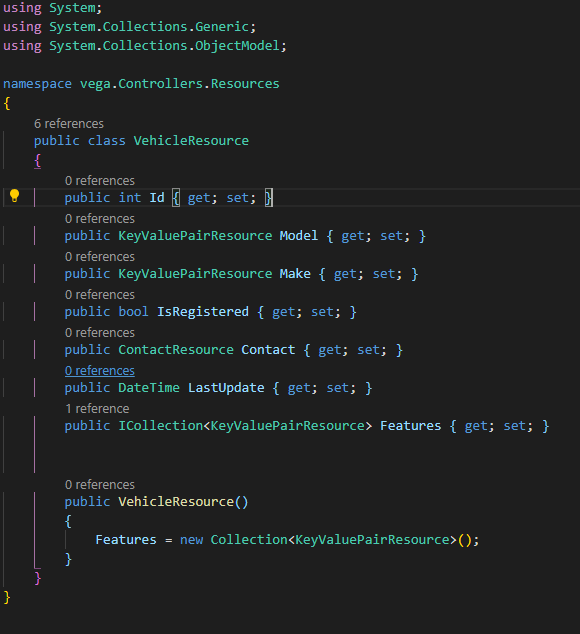 using System;
using System.Collections.Generic;
using System.Collections.ObjectModel;
namespace vega.Controllers.Resources
{
6 references
public class VehicleResource
{
0 references
public int Id { get; set; }
0 references
public KeyValuePairResource Model { get; set; }
0 references
public KeyValuePairResource Make { get; set; }
0 references
public bool IsRegistered { get; set; }
0 references
public ContactResource Contact { get; set; }
0 references
public DateTime LastUpdate { get; set; }
1 reference
public ICollection<KeyValuePairResource> Features { get; set; }
0 references
public VehicleResource()
{
Features = new Collection<KeyValuePairResource>();
}
}
}